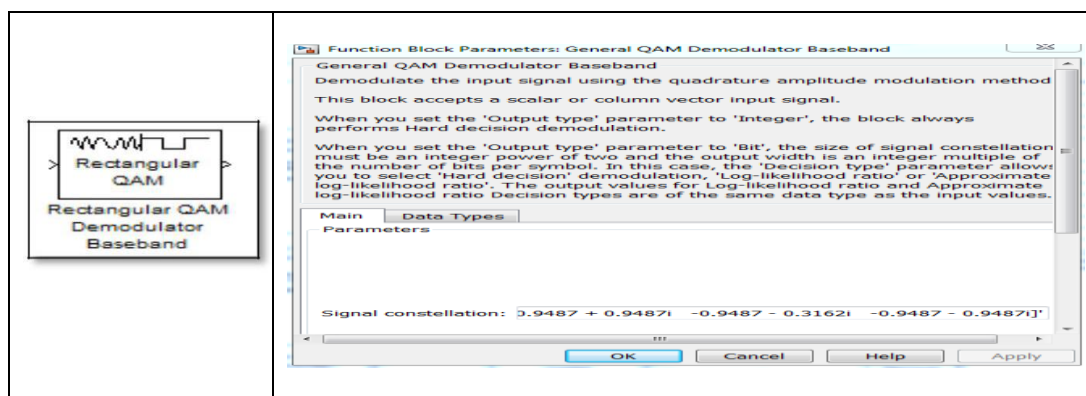 Rectangular
QAM
Rectangular QAM
Demodulator
Baseband
Function Block Parameters: General QAM Demodulator Baseband
General QAM Demodulator Baseband
Demodulate the input signal using the quadrature amplitude modulation method
This block accepts a scalar or column vector input signal.
When you set the 'Output type' parameter to 'Integer', the block always
performs Hard decision demodulation.
When you set the 'Output type' parameter to 'Bit', the size of signal constellation
must be an integer power of two and the output width is an integer multiple of
the number of bits per symbol. In this case, the 'Decision type' parameter allows
you to select 'Hard decision' demodulation, 'Log-likelihood ratio' or 'Approximate
log-likelihood ratio'. The output values for Log-likelihood ratio and Approximate
log-likelihood ratio Decision types are of the same data type as the input values.
Main Data Types
Parameters
Signal constellation: 0.9487 + 0.9487i -0.9487 - 0.3162i -0.9487 - 0.9487i]'
OK Cancel Help Apply